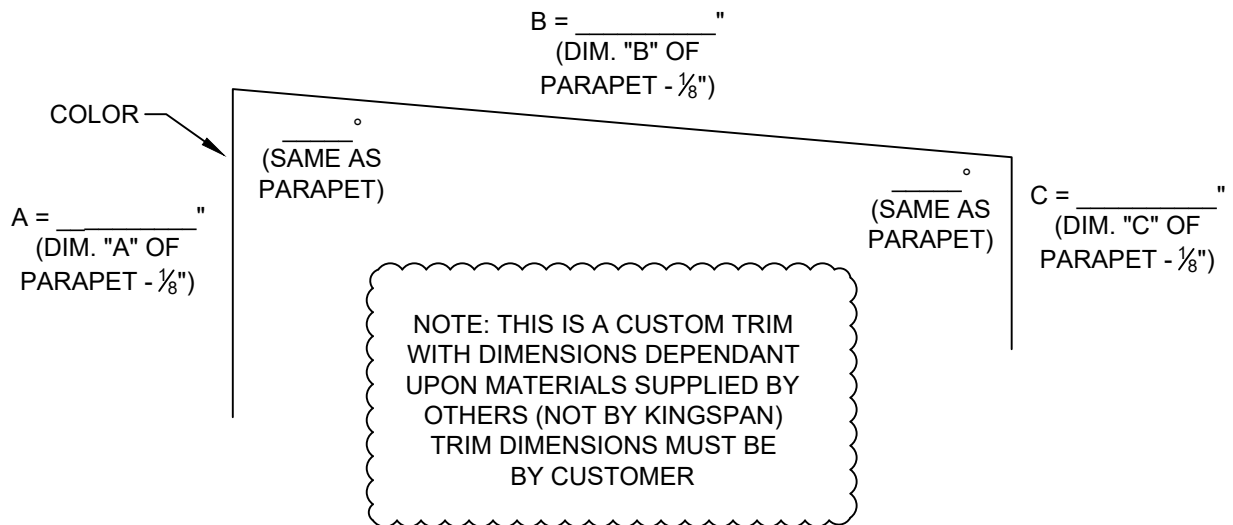 B = __________"
(DIM. "B" OF
PARAPET - ⅛")
COLOR
_____°
(SAME AS
PARAPET)
A = __________"
(DIM. "A" OF
PARAPET - ⅛")
_____°
(SAME AS
PARAPET)
C = __________"
(DIM. "C" OF
PARAPET - ⅛")
NOTE: THIS IS A CUSTOM TRIM
WITH DIMENSIONS DEPENDANT
UPON MATERIALS SUPPLIED BY
OTHERS (NOT BY KINGSPAN)
TRIM DIMENSIONS MUST BE
BY CUSTOMER